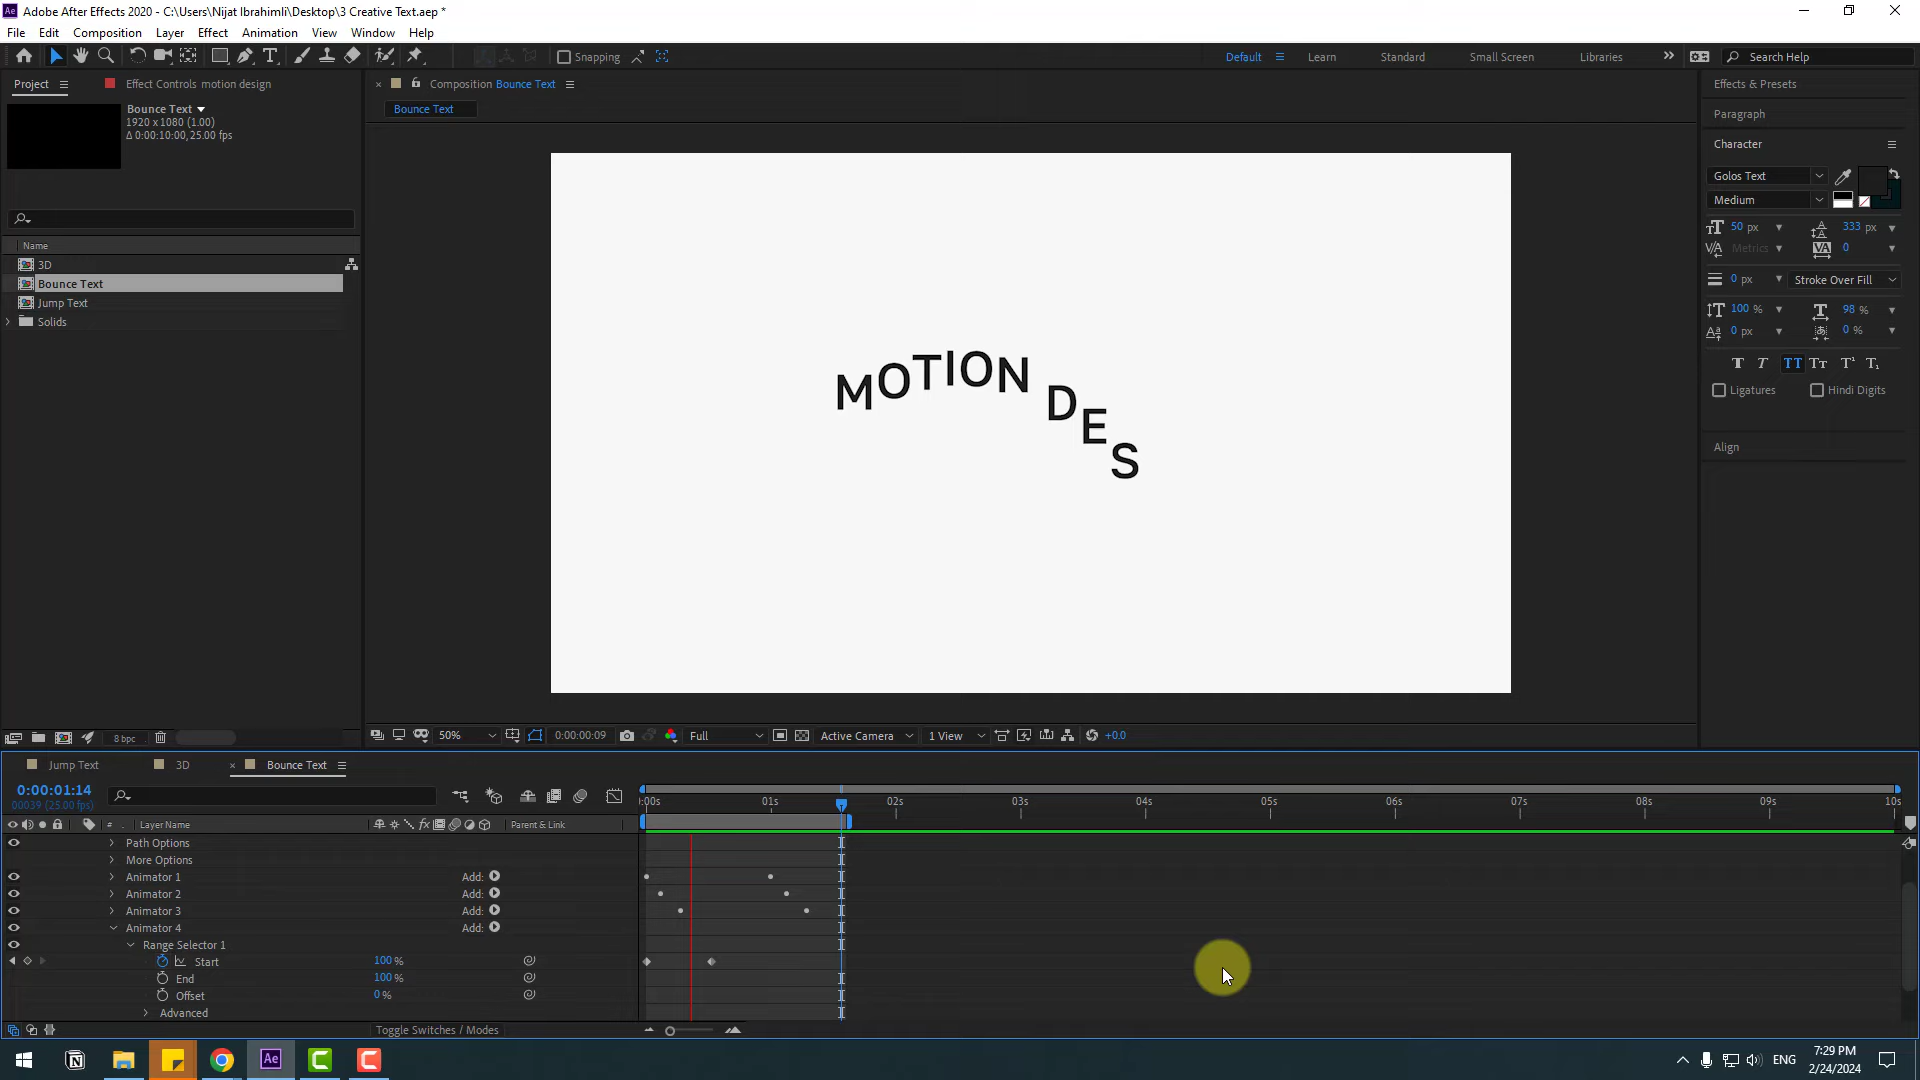 Adobe After Effects 2020 - C:\Users\Nijat Ibrahimli\Desktop\3 Creative Text.aep *
File Edit Composition Layer Effect Animation View Window Help
Snapping
Default Learn Standard Small Screen Libraries Search Help
Project
Effect Controls motion design
Composition Bounce Text
Effects & Presets
Bounce Text
1920 x 1080 (1.00)
Δ 0:00:10:00, 25.00 fps
Bounce Text
Paragraph
Character
Golos Text
Medium
50 px
333 px
Metrics
0
0 px
Stroke Over Fill
100 %
98 %
0 px
0 %
Ligatures
Hindi Digits
Align
Name
3D
Bounce Text
Jump Text
Solids
MOTION DES
8 bpc
50%
0:00:00:09
Full
Active Camera
1 View
+0.0
Jump Text
3D
Bounce Text
0:00:01:14
00039 (25.00 fps)
:00s 01s 02s 03s 04s 05s 06s 07s 08s 09s 10s
# Layer Name
Parent & Link
Path Options
More Options
Animator 1 Add:
Animator 2 Add:
Animator 3 Add:
Animator 4 Add:
Range Selector 1
Start 100 %
End 100 %
Offset 0 %
Advanced
Toggle Switches / Modes
ENG
7:29 PM
2/24/2024